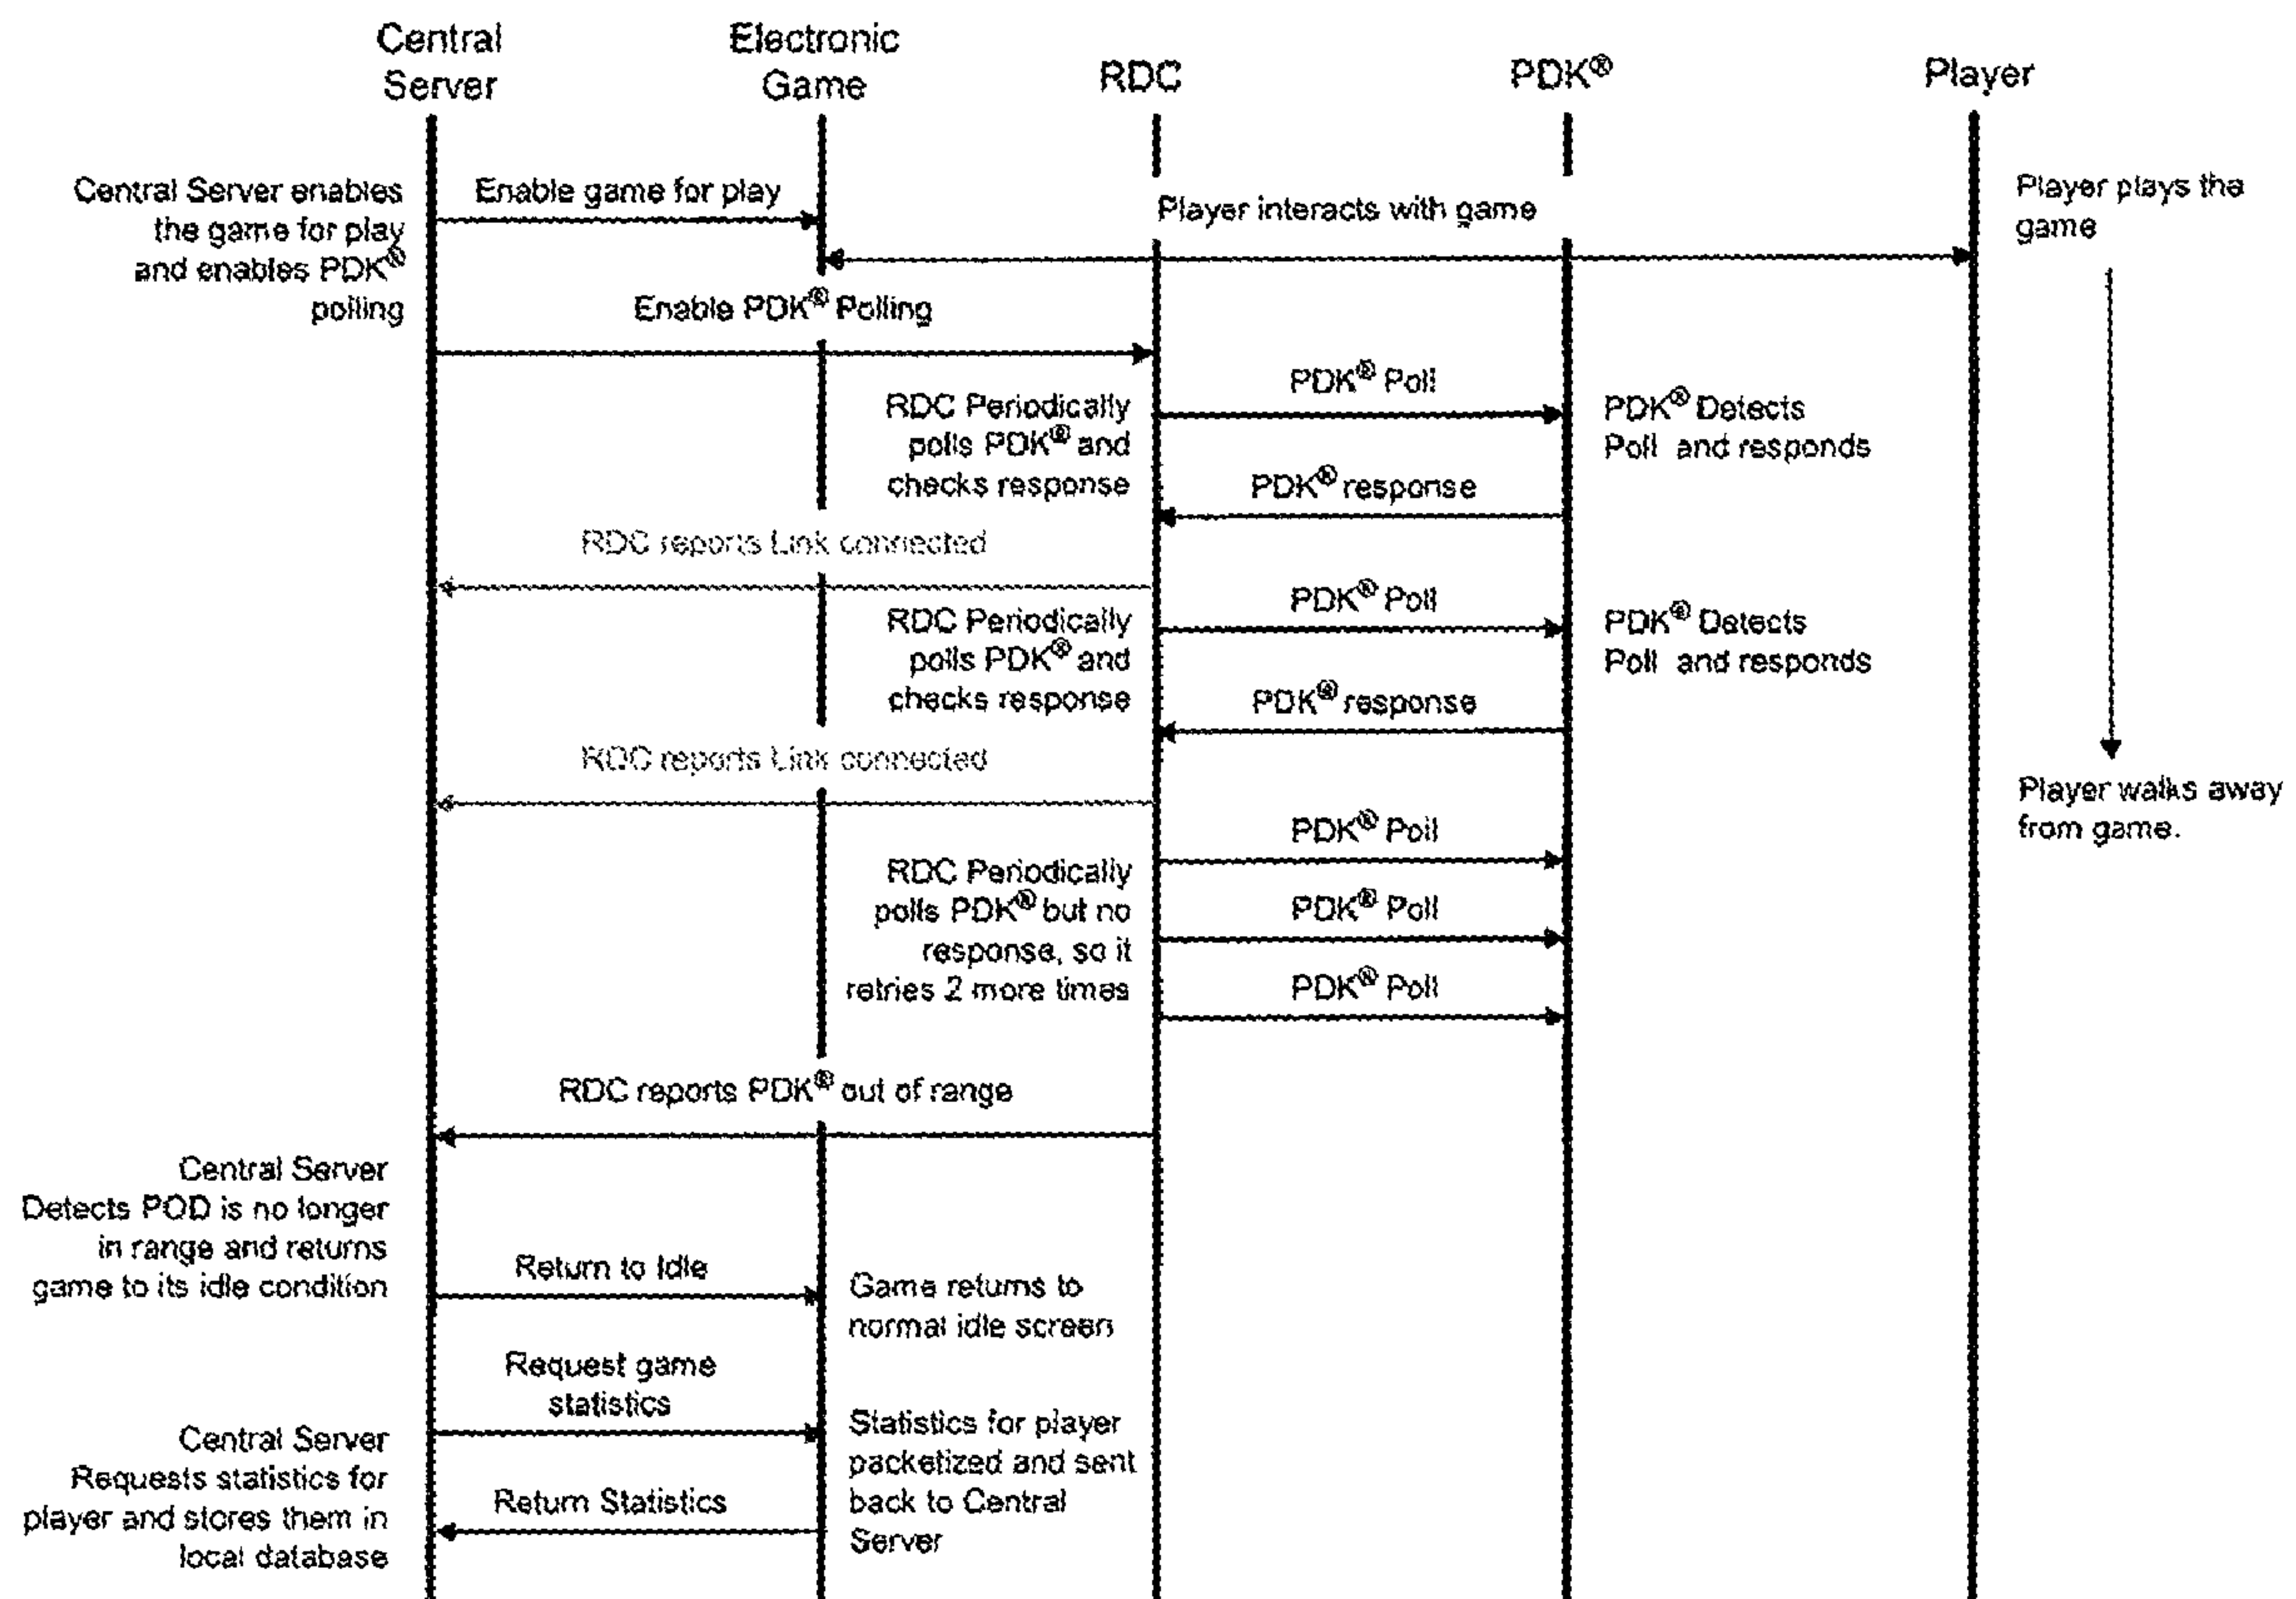 Central
Server
Electronic
Game
RDC
PDK®
Player
Central Server enables
the game for play
and enables PDK®
polling
Enable game for play
Player interacts with game
Player plays the
game
Enable PDK® Polling
RDC Periodically
polls PDK® and
checks response
PDK® Poll
PDK® Detects
Poll and responds
PDK® response
RDC reports Link connected
RDC Periodically
polls PDK® and
checks response
PDK® Poll
PDK® Detects
Poll and responds
PDK® response
RDC reports Link connected
Player walks away
from game.
RDC Periodically
polls PDK® but no
response, so it
retries 2 more times
PDK® Poll
PDK® Poll
PDK® Poll
RDC reports PDK® out of range
Central Server
Detects POD is no longer
in range and returns
game to its idle condition
Return to Idle
Game returns to
normal idle screen
Request game
statistics
Central Server
Requests statistics for
player and stores them in
local database
Statistics for player
packetized and sent
back to Central
Server
Return Statistics